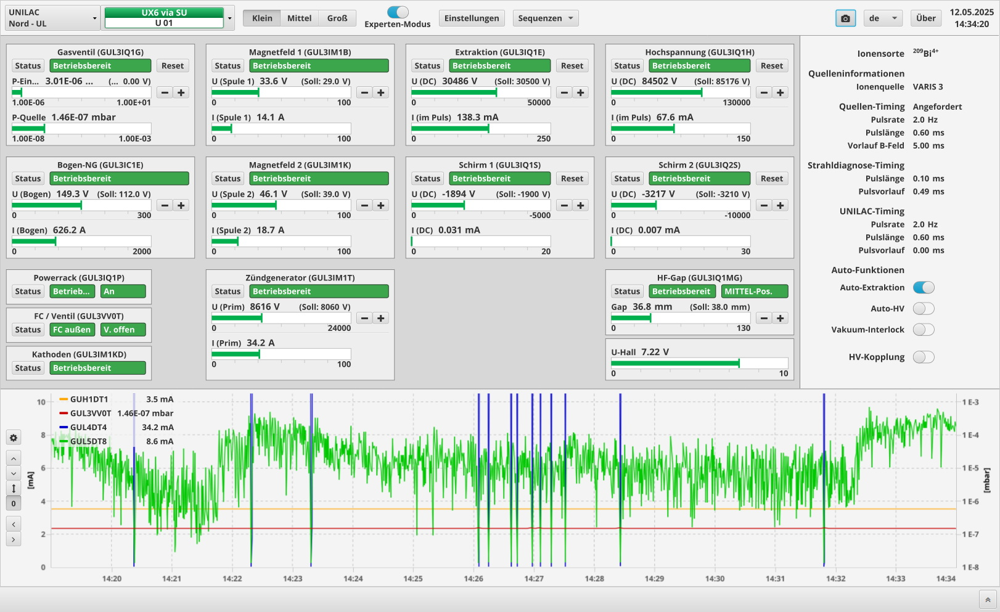 UNILAC
Nord - UL
UX6 via SU
U 01
Klein Mittel Groß
Experten-Modus
Einstellungen
Sequenzen
de
Über
12.05.2025
14:34:20
Gasventil (GUL3IQ1G)
Status Betriebsbereit Reset
P-Ein... 3.01E-06 ... (... 0.00 V)
1.00E-06 1.00E+01
P-Quelle 1.46E-07 mbar
1.00E-08 1.00E-03
Magnetfeld 1 (GUL3IM1B)
Status Betriebsbereit
U (Spule 1) 33.6 V (Soll: 29.0 V)
0 100
I (Spule 1) 14.1 A
0 100
Extraktion (GUL3IQ1E)
Status Betriebsbereit Reset
U (DC) 30486 V (Soll: 30500 V)
0 50000
I (im Puls) 138.3 mA
0 250
Hochspannung (GUL3IQ1H)
Status Betriebsbereit Reset
U (DC) 84502 V (Soll: 85176 V)
0 130000
I (im Puls) 67.6 mA
0 150
Bogen-NG (GUL3IC1E)
Status Betriebsbereit
U (Bogen) 149.3 V (Soll: 112.0 V)
0 300
I (Bogen) 626.2 A
0 2000
Magnetfeld 2 (GUL3IM1K)
Status Betriebsbereit
U (Spule 2) 46.1 V (Soll: 39.0 V)
0 100
I (Spule 2) 18.7 A
0 100
Schirm 1 (GUL3IQ1S)
Status Betriebsbereit Reset
U (DC) -1894 V (Soll: -1900 V)
0 -5000
I (DC) 0.031 mA
0 20
Schirm 2 (GUL3IQ2S)
Status Betriebsbereit Reset
U (DC) -3217 V (Soll: -3210 V)
0 -10000
I (DC) 0.007 mA
0 30
Powerrack (GUL3IQ1P)
Status Betrieb... An
FC / Ventil (GUL3VV0T)
Status FC außen V. offen
Kathoden (GUL3IM1KD)
Status Betriebsbereit
Zündgenerator (GUL3IM1T)
Status Betriebsbereit
U (Prim) 8616 V (Soll: 8060 V)
0 24000
I (Prim) 34.2 A
0 100
HF-Gap (GUL3IQ1MG)
Status Betriebsbereit MITTEL-Pos.
Gap 36.8 mm (Soll: 38.0 mm)
0 130
U-Hall 7.22 V
0 10
Ionensorte ²⁰⁹Bi⁴⁺
Quelleninformationen
Ionenquelle VARIS 3
Quellen-Timing Angefordert
Pulsrate 2.0 Hz
Pulslänge 0.60 ms
Vorlauf B-Feld 5.00 ms
Strahldiagnose-Timing
Pulslänge 0.10 ms
Pulsvorlauf 0.49 ms
UNILAC-Timing
Pulsrate 2.0 Hz
Pulslänge 0.60 ms
Pulsvorlauf 0.00 ms
Auto-Funktionen
Auto-Extraktion
Auto-HV
Vakuum-Interlock
HV-Kopplung
GUH1DT1 3.5 mA
GUL3VV0T 1.46E-07 mbar
GUL4DT4 34.2 mA
GUL5DT8 8.6 mA
0
[mA]
10
8
6
4
2
0
1 E-3
1 E-4
1 E-5
1 E-6
1 E-7
1 E-8
[mbar]
14:20 14:21 14:22 14:23 14:24 14:25 14:26 14:27 14:28 14:29 14:30 14:31 14:32 14:33 14:34